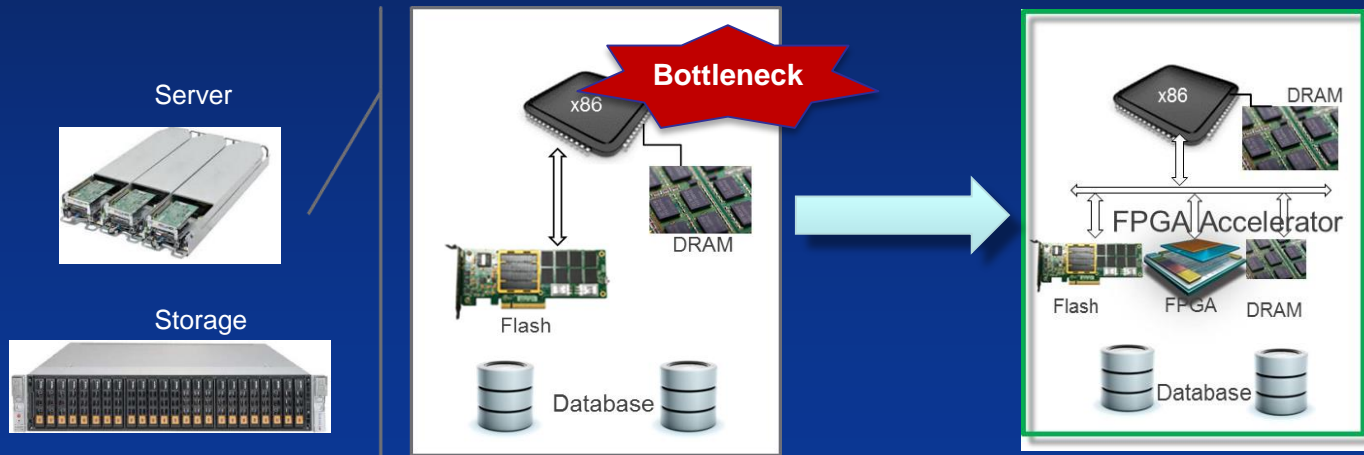 Server
Storage
Bottleneck
x86
DRAM
Flash
Database
x86
DRAM
FPGA Accelerator
Flash
FPGA
DRAM
Database